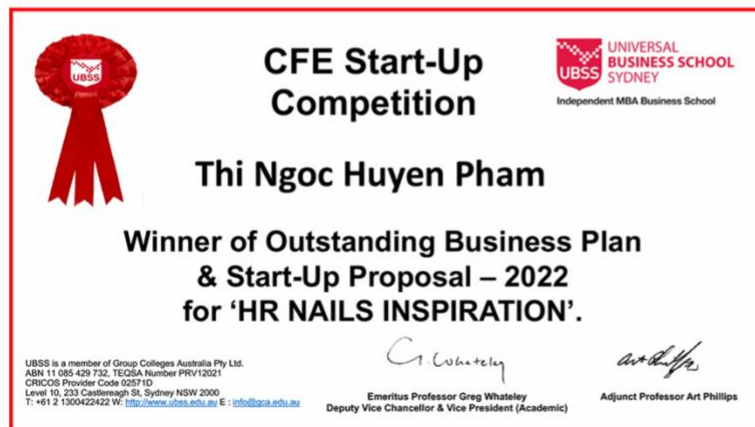 UBSS
CFE Start-Up
Competition
UBSS
UNIVERSAL
BUSINESS SCHOOL
SYDNEY
Independent MBA Business School
Thi Ngoc Huyen Pham
Winner of Outstanding Business Plan
& Start-Up Proposal – 2022
for ‘HR NAILS INSPIRATION’.
UBSS is a member of Group Colleges Australia Pty Ltd.
ABN 11 085 429 732, TEQSA Number PRV12021
CRICOS Provider Code 02571D
Level 10, 233 Castlereagh St, Sydney NSW 2000
T: +61 2 1300422422 W: http://www.ubss.edu.au E : info@gca.edu.au
G. Whateley
Emeritus Professor Greg Whateley
Deputy Vice Chancellor & Vice President (Academic)
Adjunct Professor Art Phillips